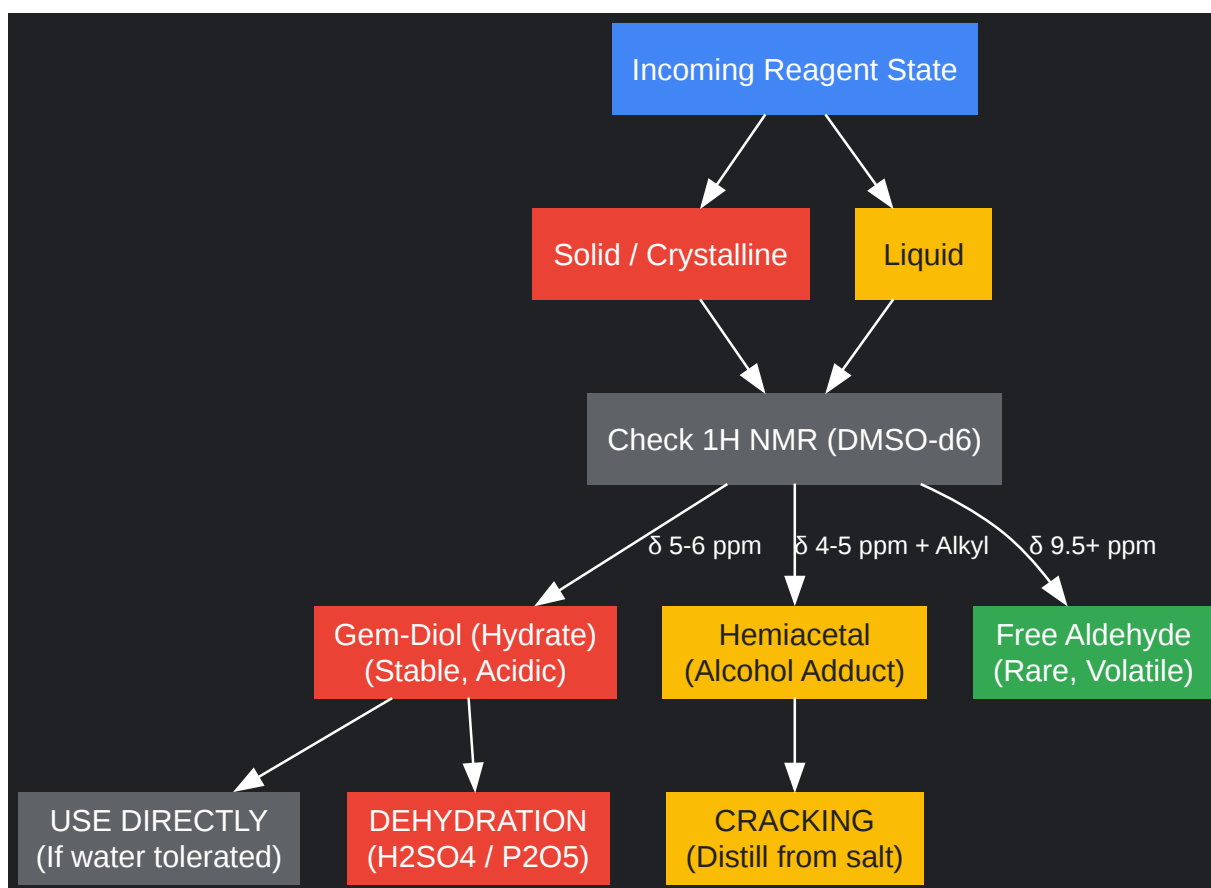 Incoming Reagent State
Solid / Crystalline
Liquid
Check 1H NMR (DMSO-d6)
δ 5-6 ppm
δ 4-5 ppm + Alkyl
δ 9.5+ ppm
Gem-Diol (Hydrate)
(Stable, Acidic)
Hemiacetal
(Alcohol Adduct)
Free Aldehyde
(Rare, Volatile)
USE DIRECTLY
(If water tolerated)
DEHYDRATION
(H2SO4 / P2O5)
CRACKING
(Distill from salt)